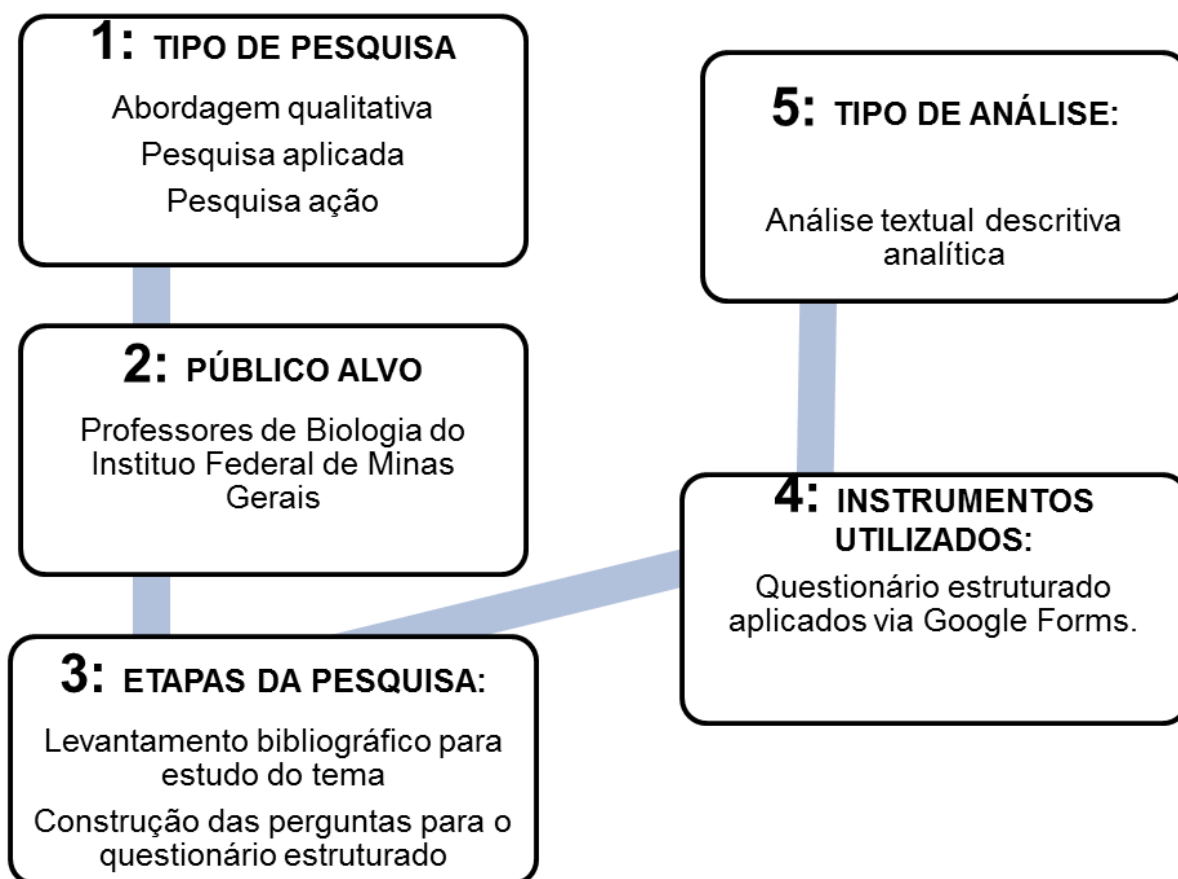 1: TIPO DE PESQUISA
Abordagem qualitativa
Pesquisa aplicada
Pesquisa ação
2: PÚBLICO ALVO
Professores de Biologia do
Instituo Federal de Minas
Gerais
3: ETAPAS DA PESQUISA:
Levantamento bibliográfico para
estudo do tema
Construção das perguntas para o
questionário estruturado
4: INSTRUMENTOS
UTILIZADOS:
Questionário estruturado
aplicados via Google Forms.
5: TIPO DE ANÁLISE:
Análise textual descritiva
analítica